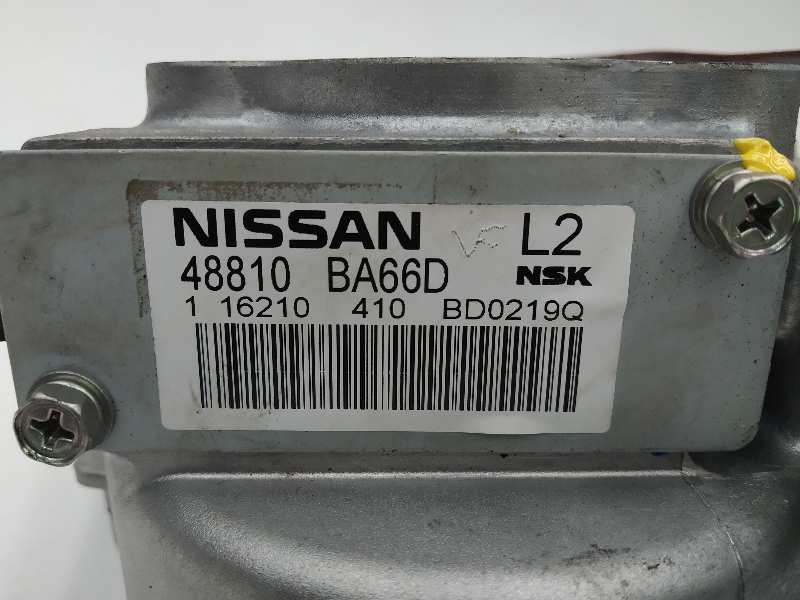 NISSAN L2
48810 BA66D NSK
1 16210 410 BD0219Q